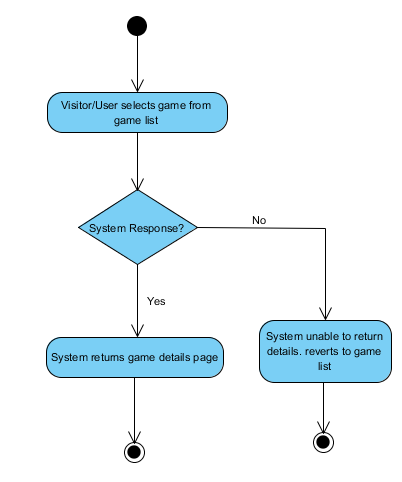 Visitor/User selects game from
game list
System Response?
No
Yes
System returns game details page
System unable to return
details. reverts to game
list